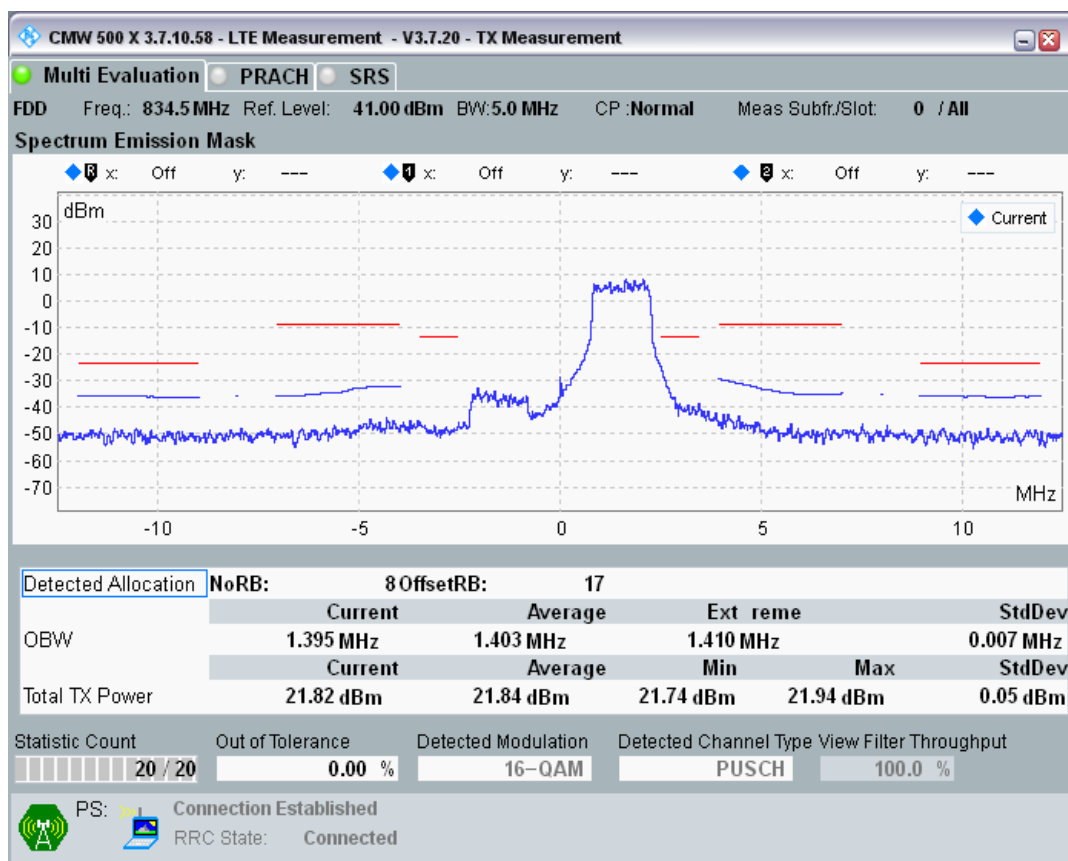 CMW 500 X 3.7.10.58 - LTE Measurement - V3.7.20 - TX Measurement
Multi Evaluation PRACH SRS
FDD Freq.: 834.5 MHz Ref. Level: 41.00 dBm BW:5.0 MHz CP :Normal Meas Subfr./Slot: 0 / All
Spectrum Emission Mask
R x: Off y: --- 1 x: Off y: --- 2 x: Off y: ---
dBm
Current
30
20
10
0
-10
-20
-30
-40
-50
-60
-70
MHz
-10 -5 0 5 10
Detected Allocation NoRB: 8 OffsetRB: 17
Current Average Ext reme StdDev
OBW 1.395 MHz 1.403 MHz 1.410 MHz 0.007 MHz
Current Average Min Max StdDev
Total TX Power 21.82 dBm 21.84 dBm 21.74 dBm 21.94 dBm 0.05 dBm
Statistic Count Out of Tolerance Detected Modulation Detected Channel Type View Filter Throughput
20 / 20 0.00 % 16-QAM PUSCH 100.0 %
PS: Connection Established
RRC State: Connected